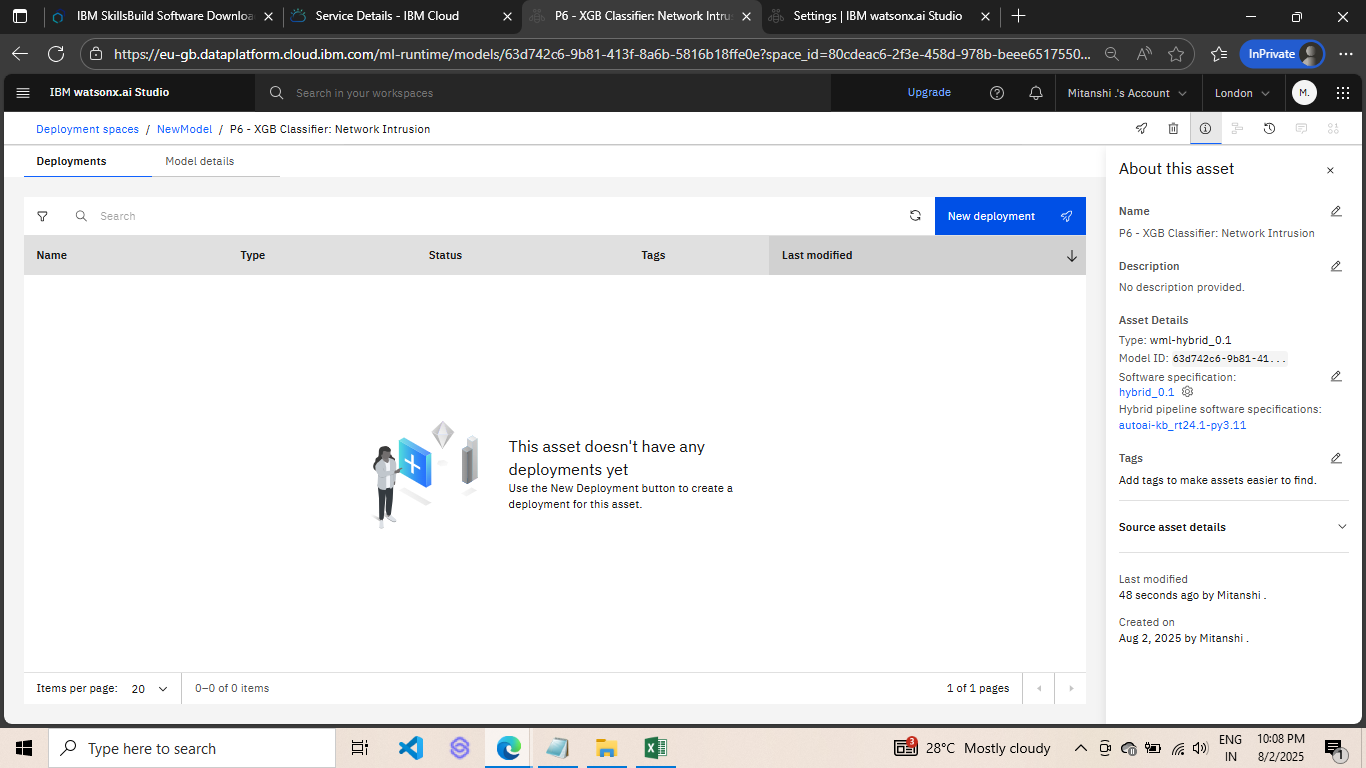 IBM SkillsBuild Software Downloa
Service Details - IBM Cloud
P6 - XGB Classifier: Network Intrus
Settings | IBM watsonx.ai Studio
https://eu-gb.dataplatform.cloud.ibm.com/ml-runtime/models/63d742c6-9b81-413f-8a6b-5816b18ffe0e?space_id=80cdeac6-2f3e-458d-978b-beee6517550...
InPrivate
IBM watsonx.ai Studio
Search in your workspaces
Upgrade
Mitanshi .'s Account
London
M.
Deployment spaces / NewModel / P6 - XGB Classifier: Network Intrusion
Deployments
Model details
Search
New deployment
Name Type Status Tags Last modified
This asset doesn't have any
deployments yet
Use the New Deployment button to create a
deployment for this asset.
Items per page: 20
0–0 of 0 items
1 of 1 pages
About this asset
Name
P6 - XGB Classifier: Network Intrusion
Description
No description provided.
Asset Details
Type: wml-hybrid_0.1
Model ID: 63d742c6-9b81-41...
Software specification:
hybrid_0.1
Hybrid pipeline software specifications:
autoai-kb_rt24.1-py3.11
Tags
Add tags to make assets easier to find.
Source asset details
Last modified
48 seconds ago by Mitanshi .
Created on
Aug 2, 2025 by Mitanshi .
Type here to search
3
28°C Mostly cloudy
ENG
IN
10:08 PM
8/2/2025
1